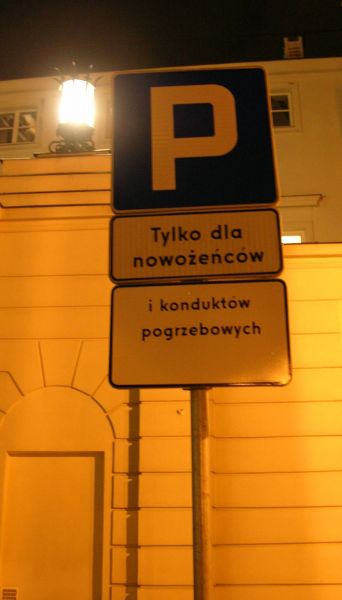 P
Tylko dla
nowożeńców
i konduktów
pogrzebowych